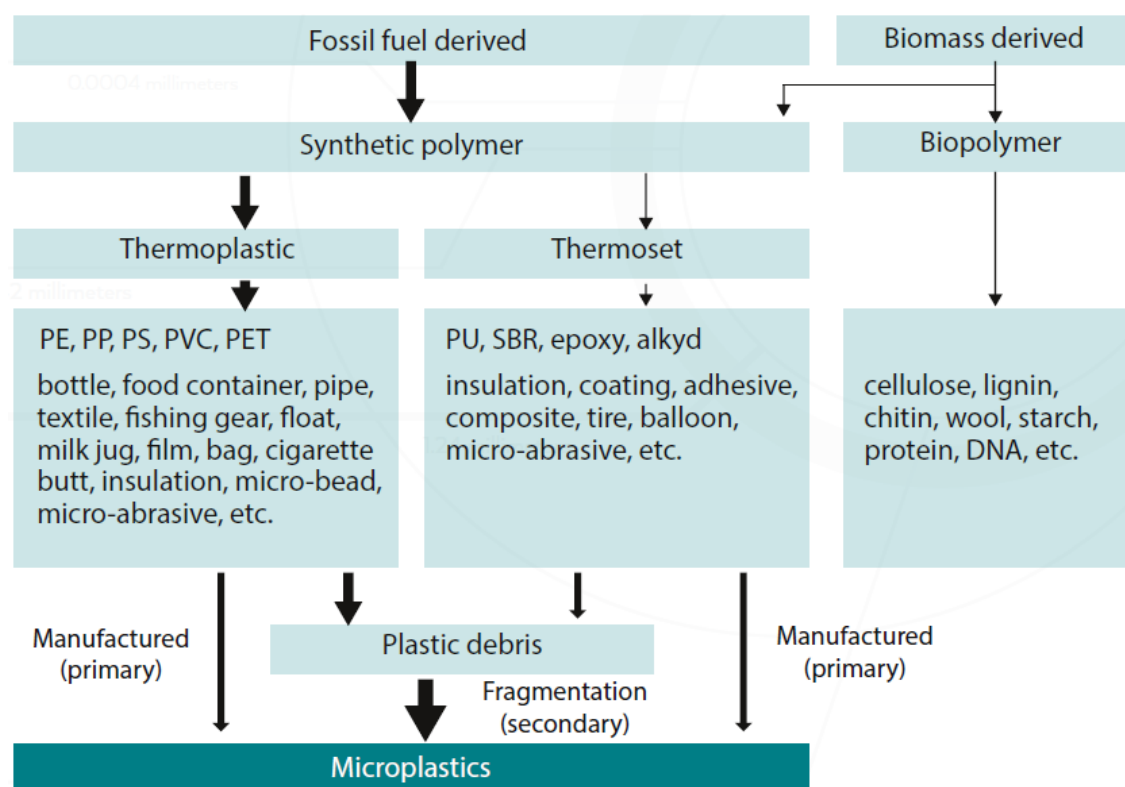 Fossil fuel derived
Biomass derived
0.0004 millimeters
Synthetic polymer
Biopolymer
Thermoplastic
Thermoset
2 millimeters
PE, PP, PS, PVC, PET
bottle, food container, pipe,
textile, fishing gear, float,
milk jug, film, bag, cigarette
butt, insulation, micro-bead,
micro-abrasive, etc.
PU, SBR, epoxy, alkyd
insulation, coating, adhesive,
composite, tire, balloon,
micro-abrasive, etc.
cellulose, lignin,
chitin, wool, starch,
protein, DNA, etc.
Manufactured
(primary)
Plastic debris
Manufactured
(primary)
Fragmentation
(secondary)
Microplastics